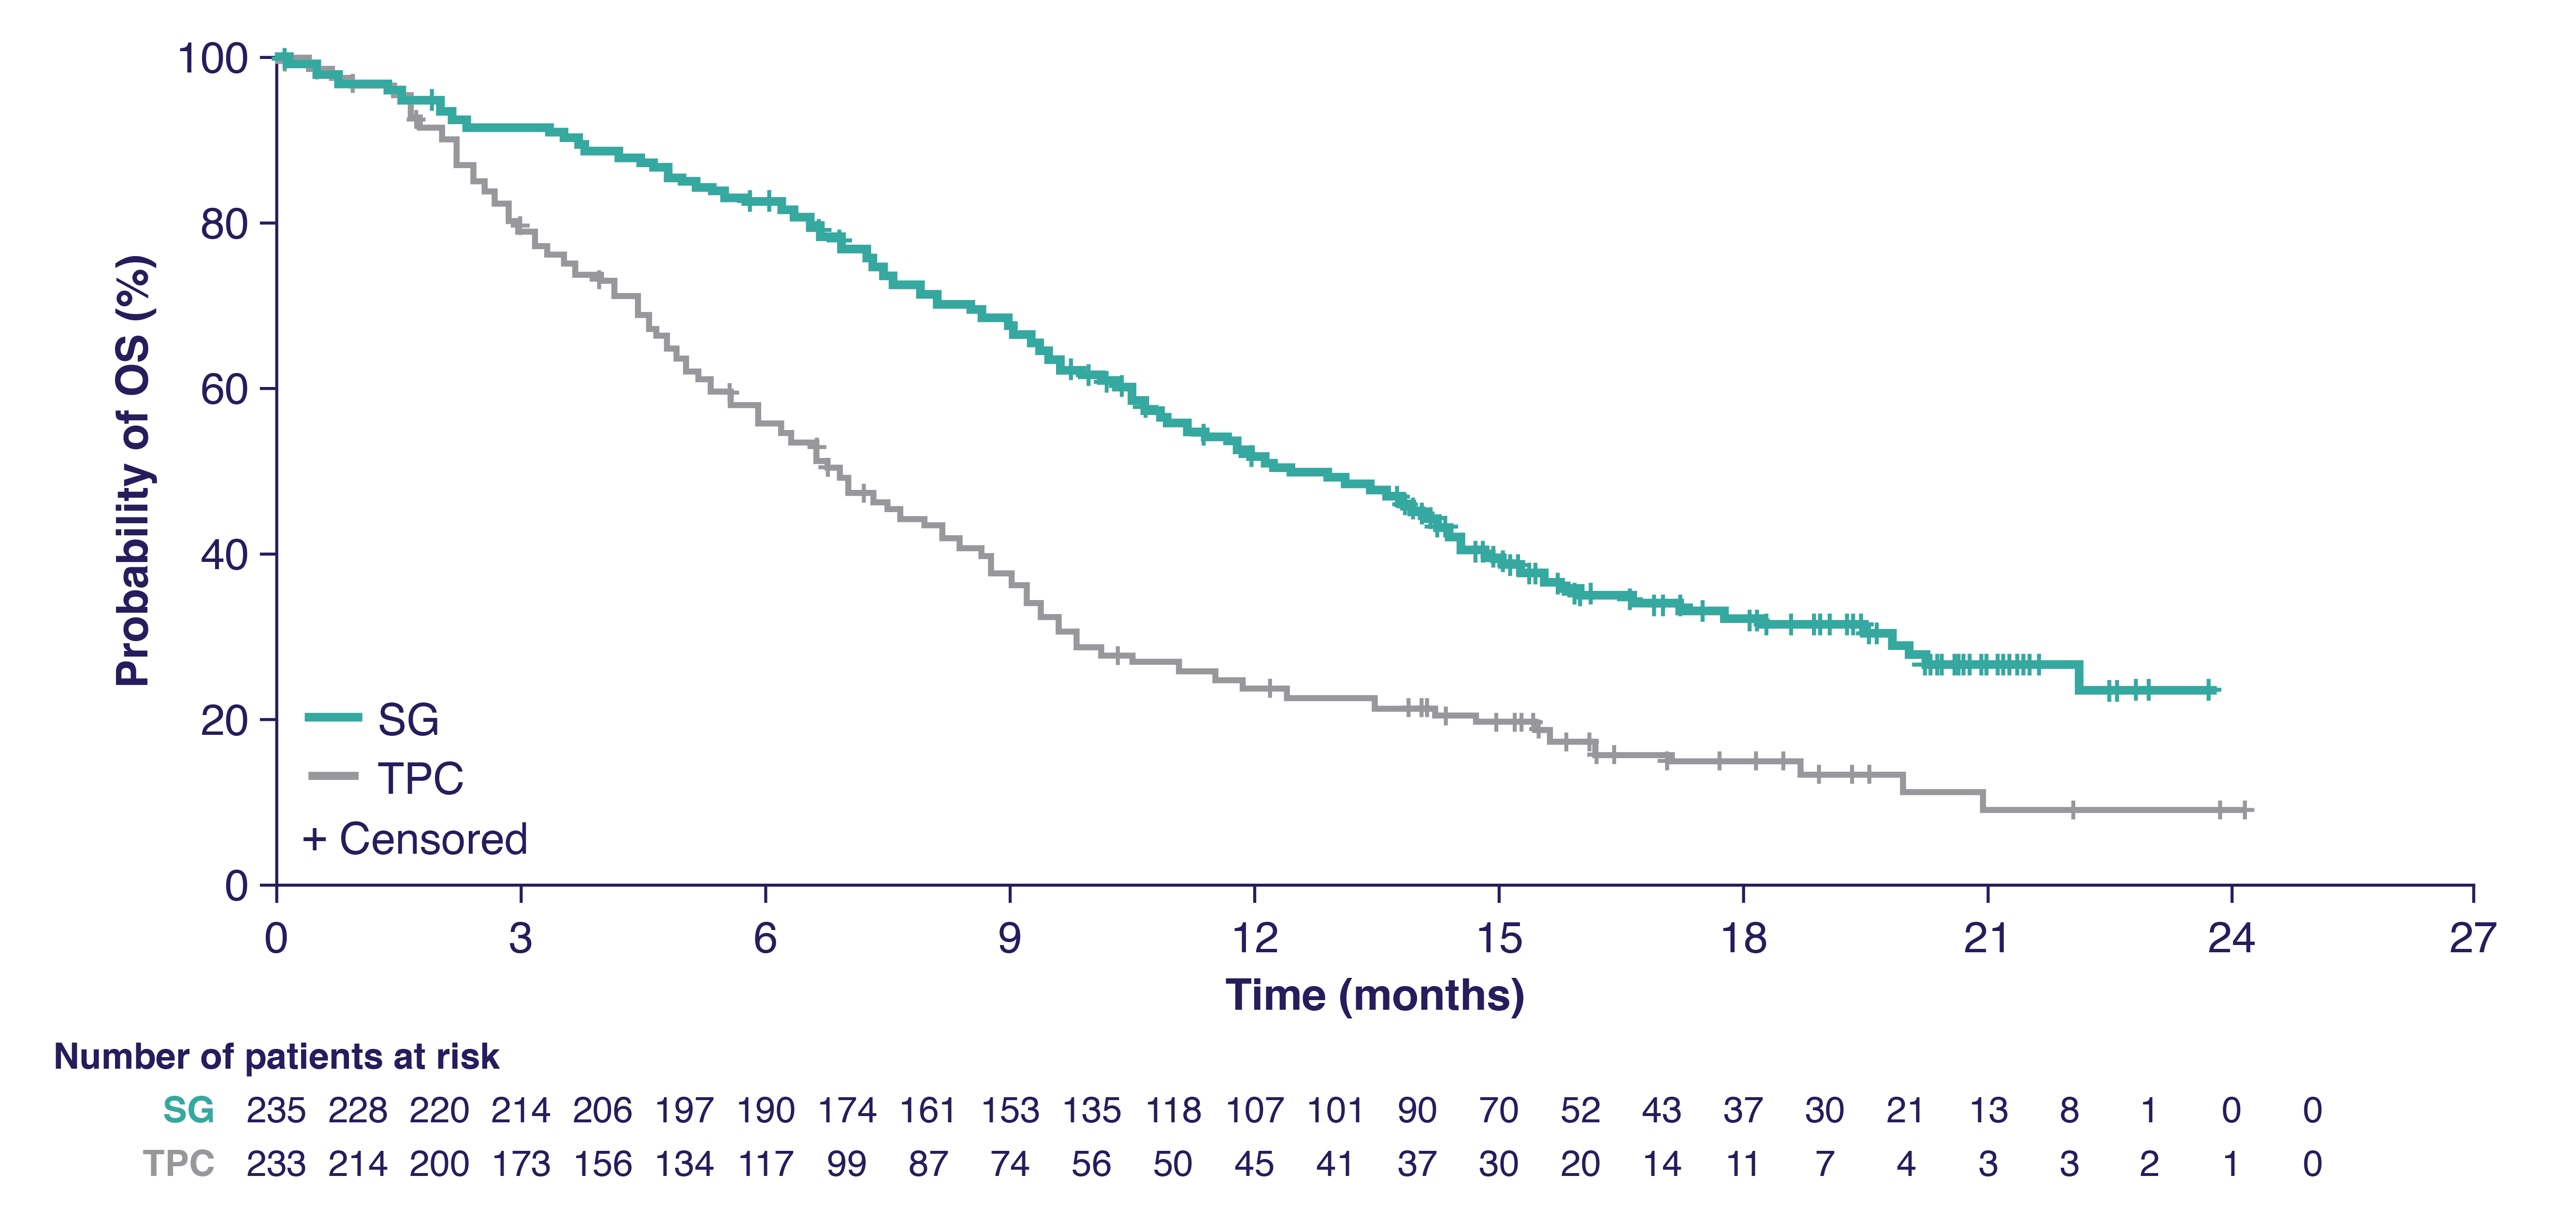 100
80
60
40
20
0
Probability of OS (%)
SG
TPC
+ Censored
0 3 6 9 12 15 18 21 24 27
Time (months)
Number of patients at risk
SG 235 228 220 214 206 197 190 174 161 153 135 118 107 101 90 70 52 43 37 30 21 13 8 1 0 0
TPC 233 214 200 173 156 134 117 99 87 74 56 50 45 41 37 30 20 14 11 7 4 3 3 2 1 0